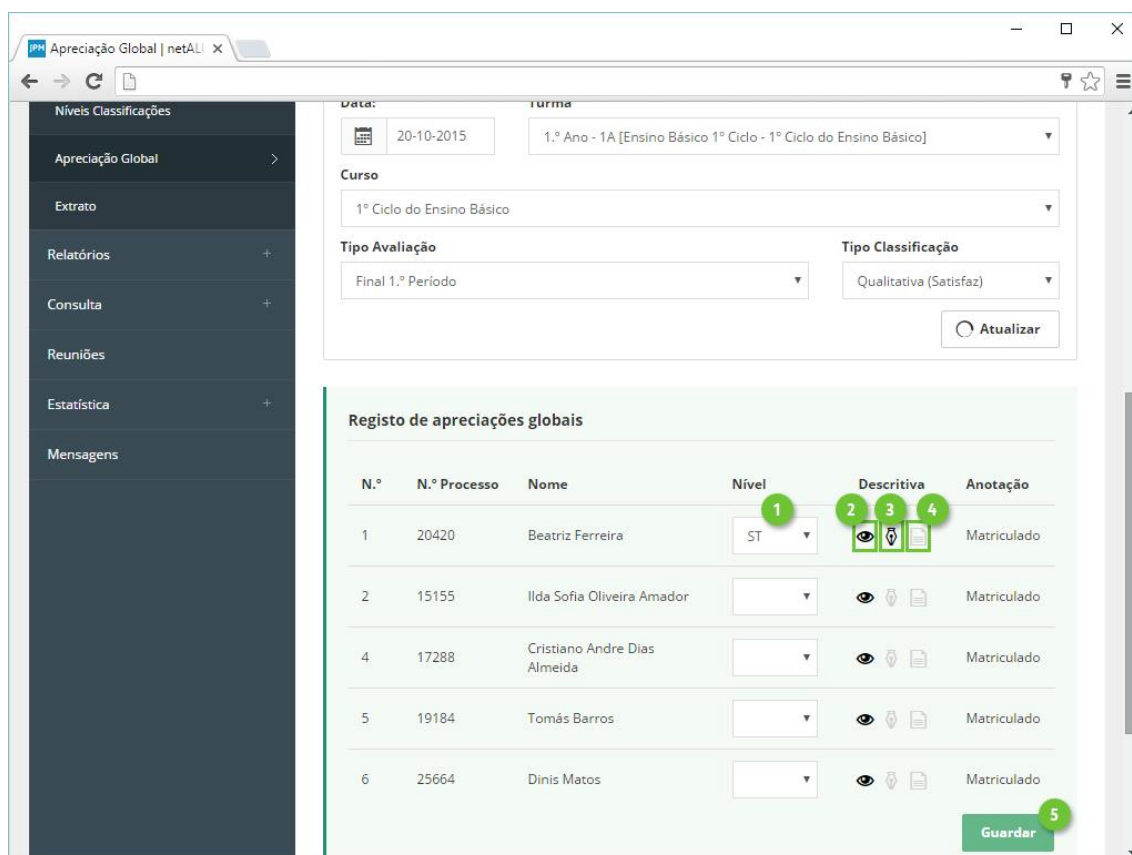 JPM Apreciação Global | netALU
Níveis Classificações
Apreciação Global
Extrato
Relatórios +
Consulta +
Reuniões
Estatística +
Mensagens
Data: Turma
20-10-2015 1.º Ano - 1A [Ensino Básico 1º Ciclo - 1º Ciclo do Ensino Básico]
Curso
1º Ciclo do Ensino Básico
Tipo Avaliação Tipo Classificação
Final 1.º Período Qualitativa (Satisfaz)
Atualizar
Registo de apreciações globais
N.º N.º Processo Nome Nível Descritiva Anotação
1 2 3 4
1 20420 Beatriz Ferreira ST Matriculado
2 15155 Ilda Sofia Oliveira Amador Matriculado
4 17288 Cristiano Andre Dias Almeida Matriculado
5 19184 Tomás Barros Matriculado
6 25664 Dinis Matos Matriculado
Guardar 5